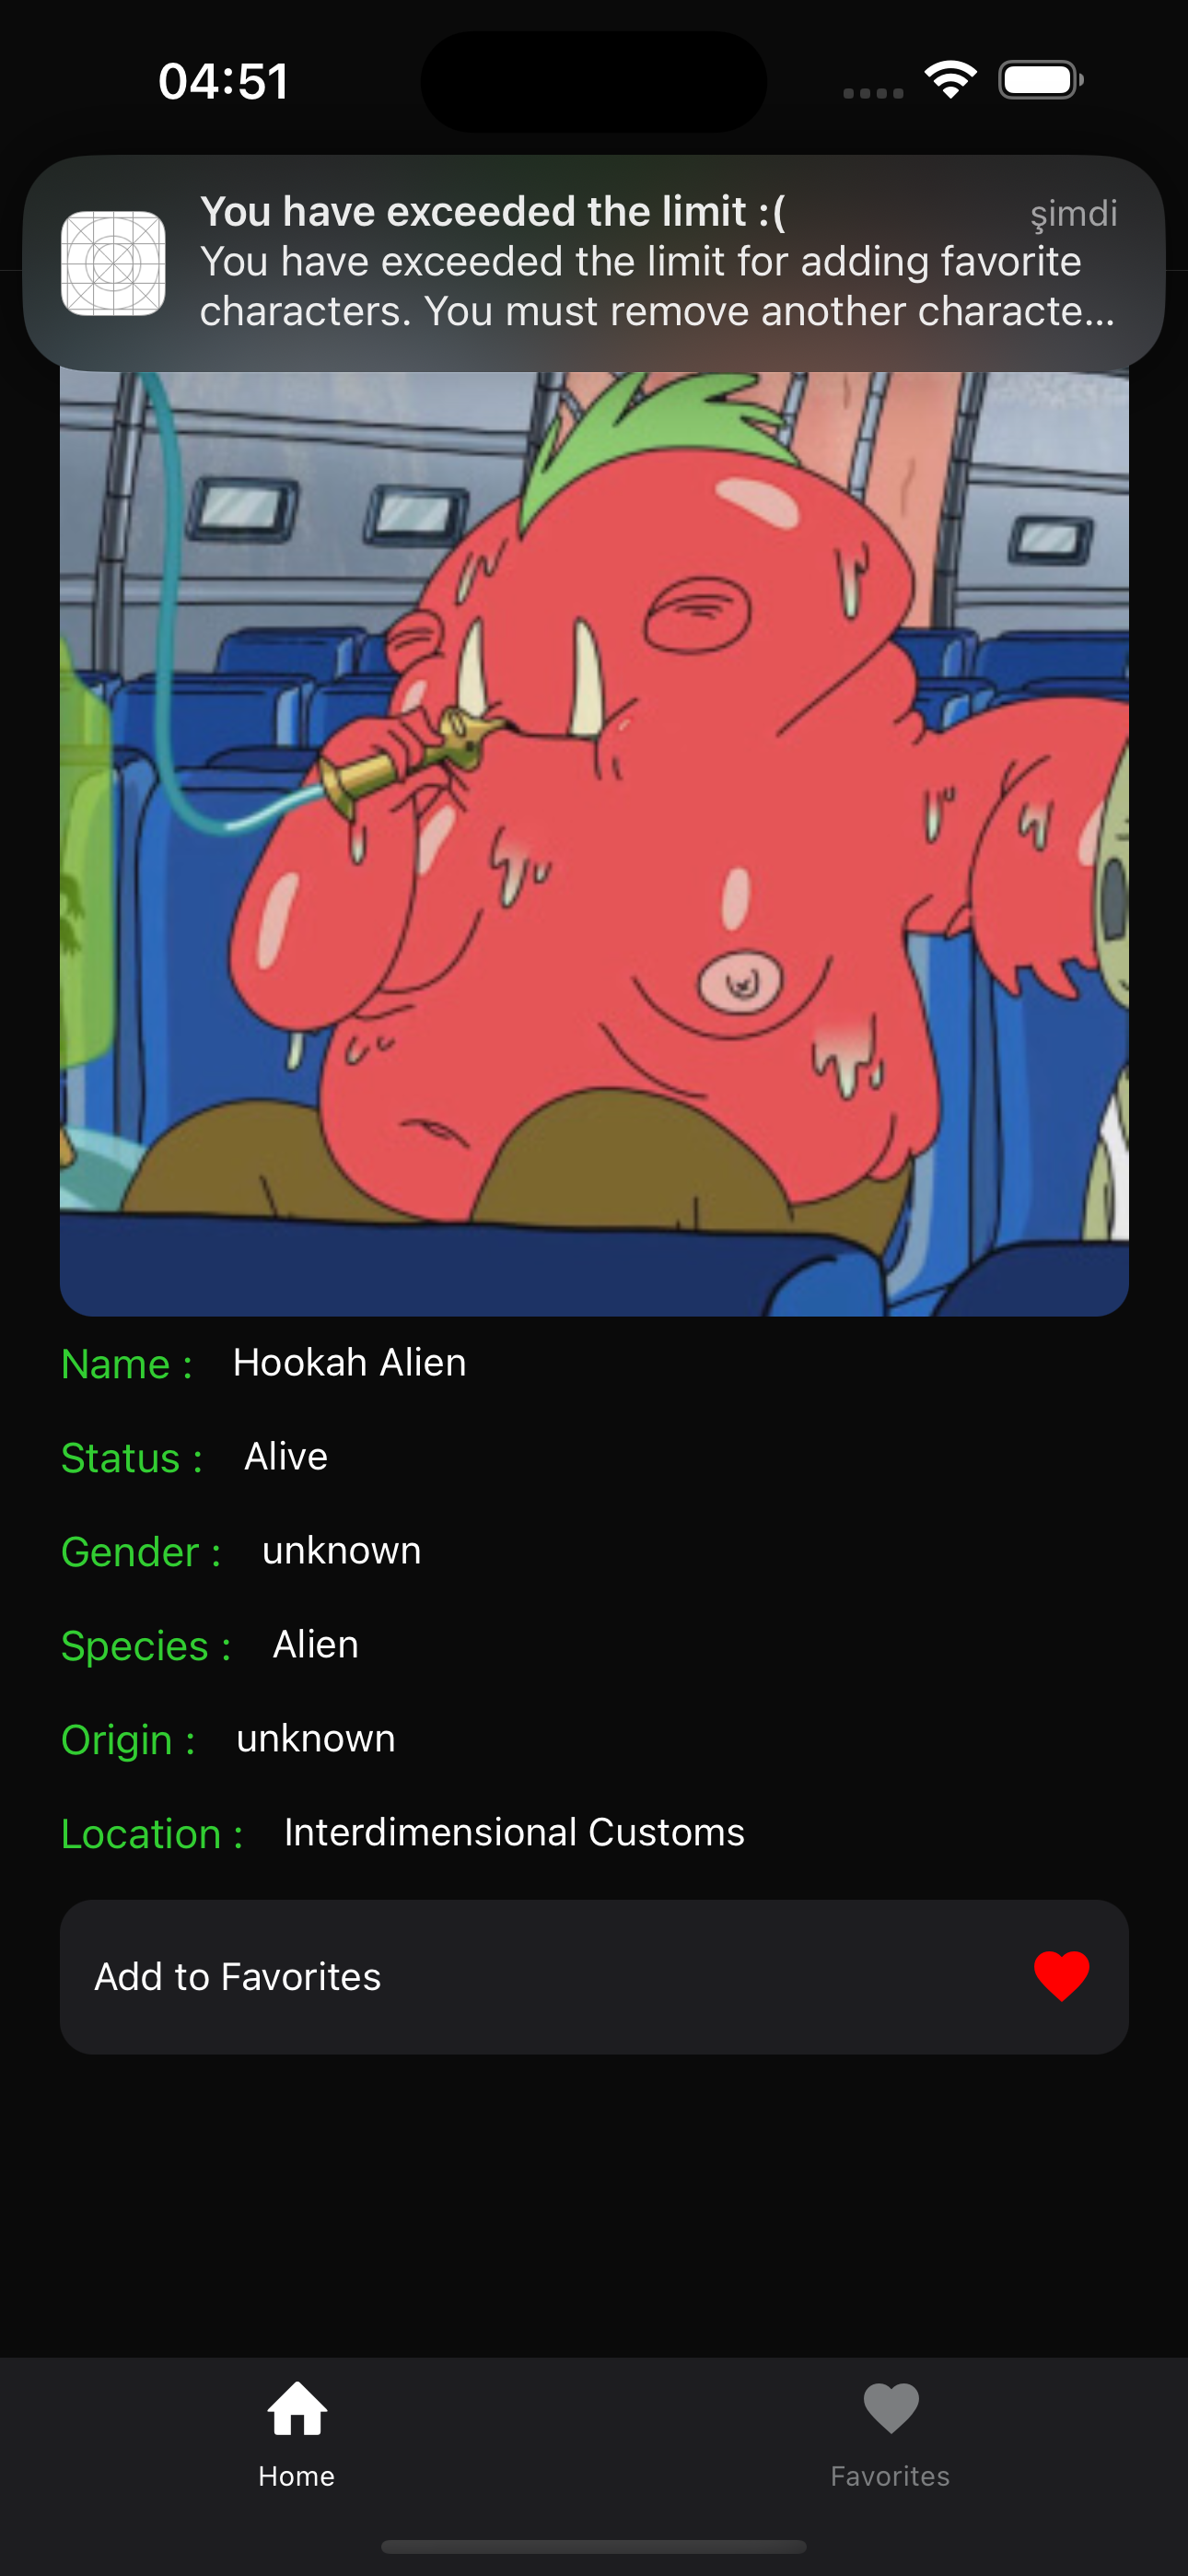 04:51
You have exceeded the limit :(
şimdi
You have exceeded the limit for adding favorite
characters. You must remove another characte...
Name : Hookah Alien
Status : Alive
Gender : unknown
Species : Alien
Origin : unknown
Location : Interdimensional Customs
Add to Favorites
Home
Favorites